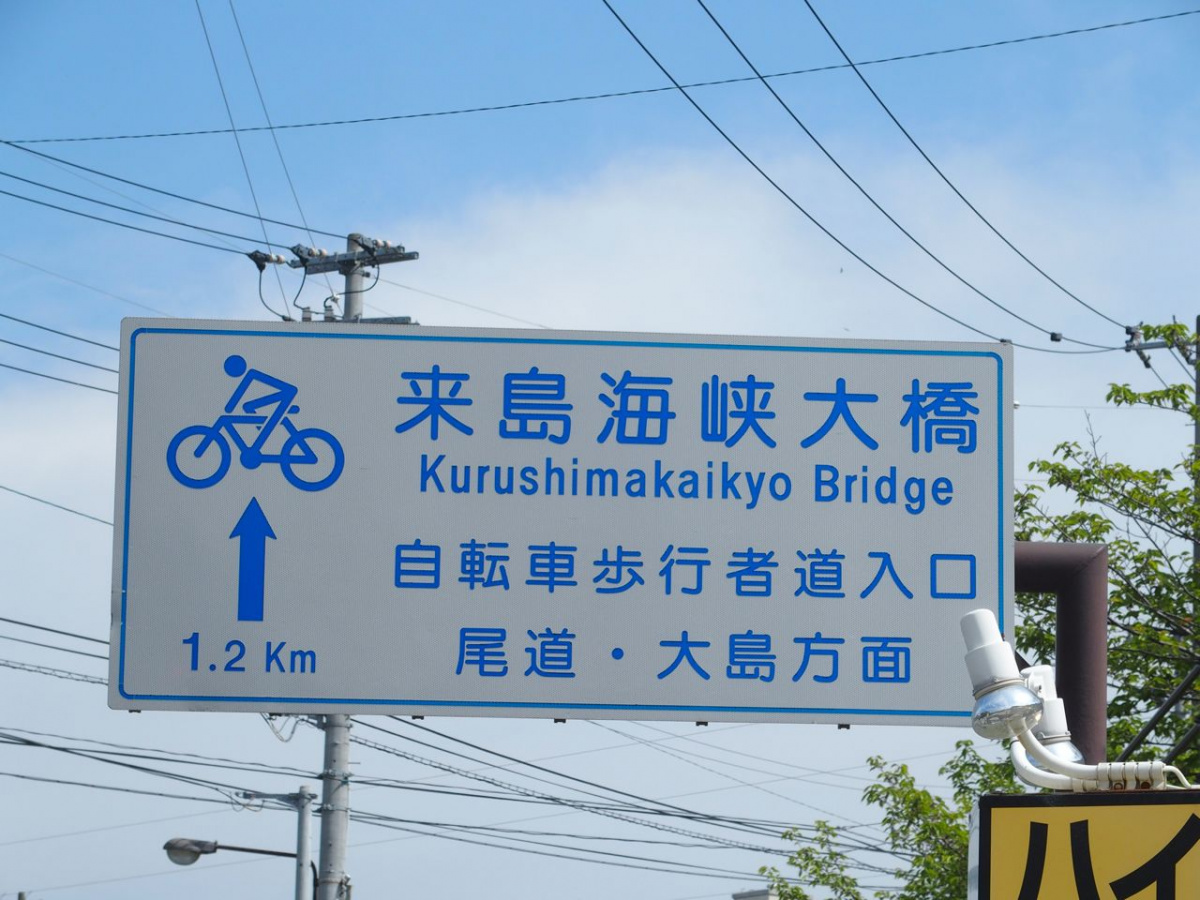 来島海峡大橋
Kurushimakaikyo Bridge
自転車歩行者道入口
尾道・大島方面
1.2 Km
ハイ